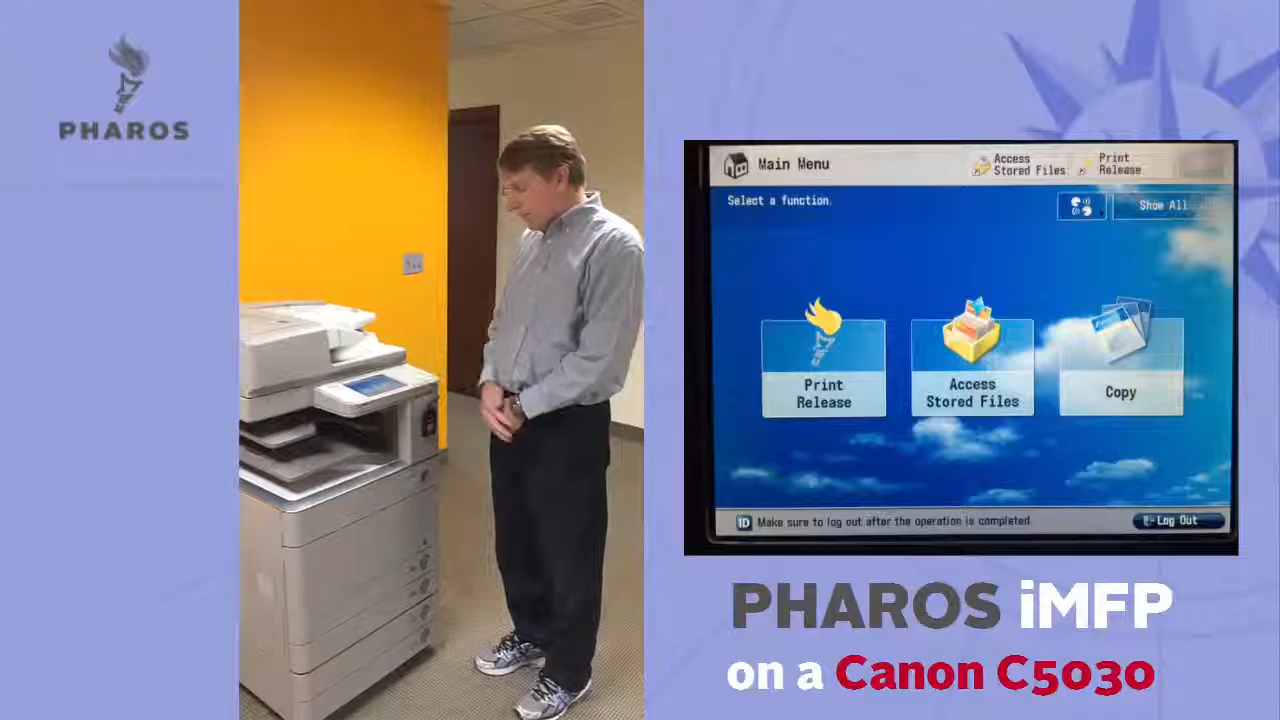 PHAROS
Main Menu
Access
Stored Files
Print
Release
Select a function.
Show All
Print
Release
Access
Stored Files
Copy
ID Make sure to log out after the operation is completed.
Log Out
PHAROS iMFP
on a Canon C5030